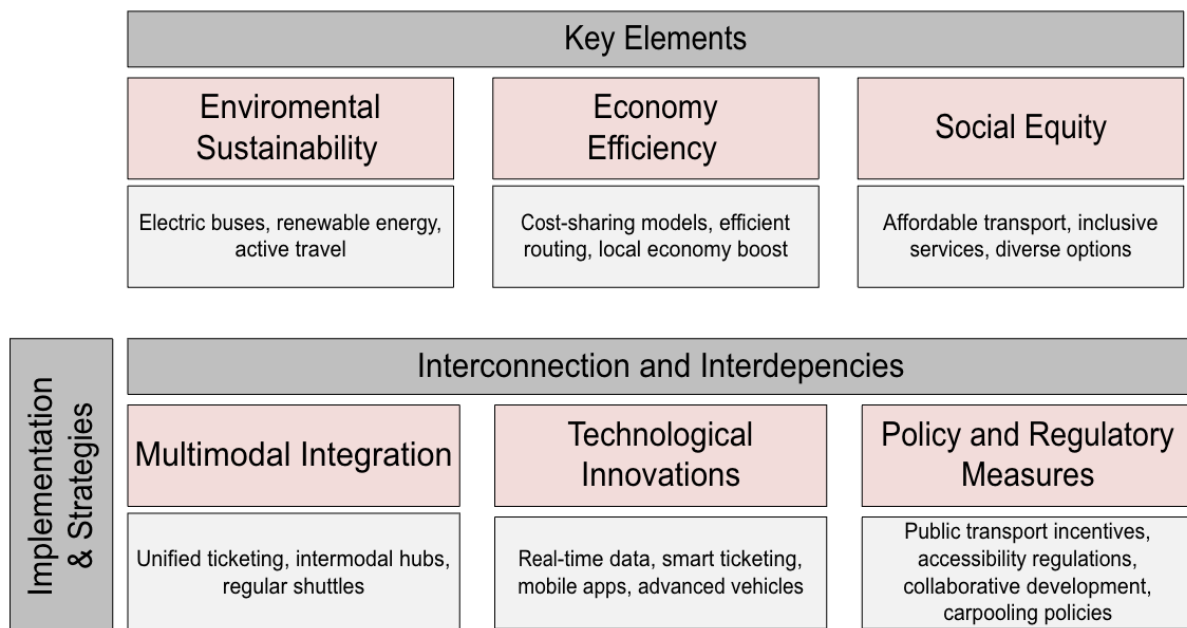 Key Elements
Enviromental
Sustainability
Economy
Efficiency
Social Equity
Electric buses, renewable energy,
active travel
Cost-sharing models, efficient
routing, local economy boost
Affordable transport, inclusive
services, diverse options
Implementation
& Strategies
Interconnection and Interdepencies
Multimodal Integration
Technological
Innovations
Policy and Regulatory
Measures
Unified ticketing, intermodal hubs,
regular shuttles
Real-time data, smart ticketing,
mobile apps, advanced vehicles
Public transport incentives,
accessibility regulations,
collaborative development,
carpooling policies